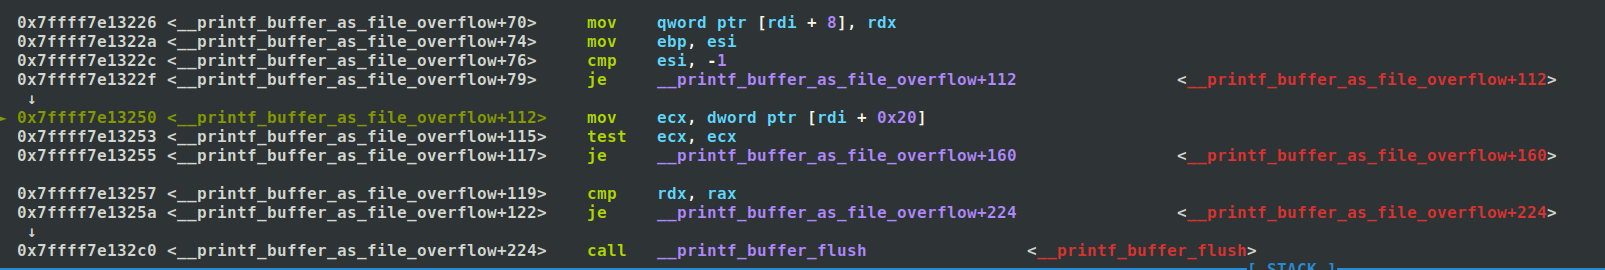 0x7ffff7e13226 <__printf_buffer_as_file_overflow+70> mov qword ptr [rdi + 8], rdx
0x7ffff7e1322a <__printf_buffer_as_file_overflow+74> mov ebp, esi
0x7ffff7e1322c <__printf_buffer_as_file_overflow+76> cmp esi, -1
0x7ffff7e1322f <__printf_buffer_as_file_overflow+79> je __printf_buffer_as_file_overflow+112 <__printf_buffer_as_file_overflow+112>
↓
► 0x7ffff7e13250 <__printf_buffer_as_file_overflow+112> mov ecx, dword ptr [rdi + 0x20]
0x7ffff7e13253 <__printf_buffer_as_file_overflow+115> test ecx, ecx
0x7ffff7e13255 <__printf_buffer_as_file_overflow+117> je __printf_buffer_as_file_overflow+160 <__printf_buffer_as_file_overflow+160>
0x7ffff7e13257 <__printf_buffer_as_file_overflow+119> cmp rdx, rax
0x7ffff7e1325a <__printf_buffer_as_file_overflow+122> je __printf_buffer_as_file_overflow+224 <__printf_buffer_as_file_overflow+224>
↓
0x7ffff7e132c0 <__printf_buffer_as_file_overflow+224> call __printf_buffer_flush <__printf_buffer_flush>
[ STACK ]